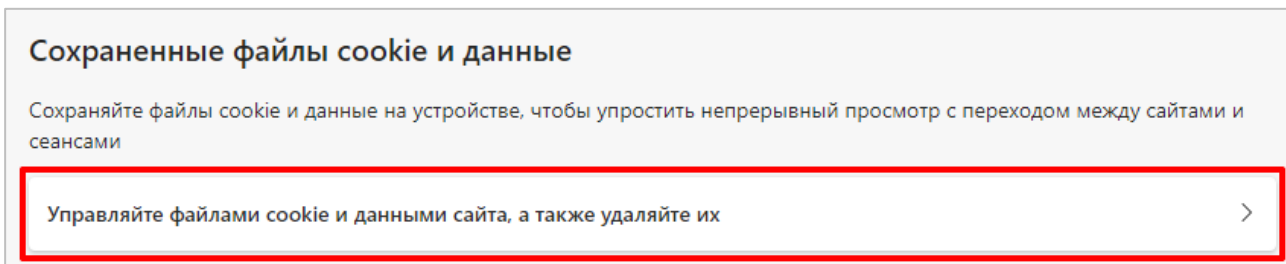 Сохраненные файлы cookie и данные
Сохраняйте файлы cookie и данные на устройстве, чтобы упростить непрерывный просмотр с переходом между сайтами и
сеансами
Управляйте файлами cookie и данными сайта, а также удаляйте их